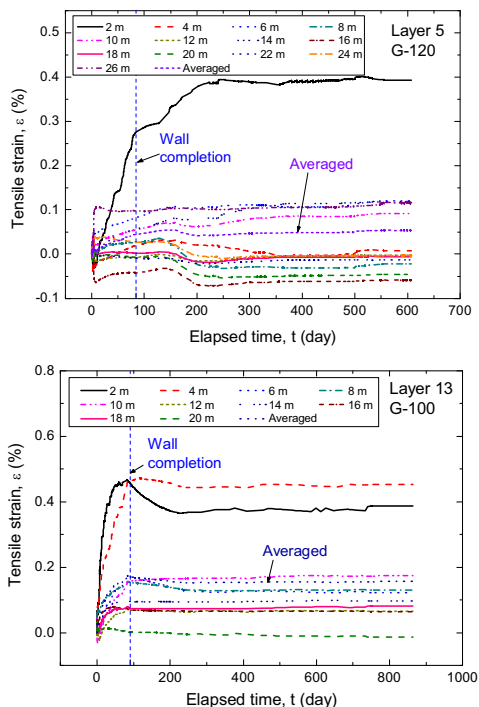 2 m 4 m 6 m 8 m
10 m 12 m 14 m 16 m
18 m 20 m 22 m 24 m
26 m Averaged
Layer 5
G-120
Wall
completion
Averaged
0.5
0.4
0.3
0.2
0.1
0.0
-0.1
Tensile strain, ε (%)
0 100 200 300 400 500 600 700
Elapsed time, t (day)
2 m 4 m 6 m 8 m
10 m 12 m 14 m 16 m
18 m 20 m Averaged
Layer 13
G-100
Wall
completion
Averaged
0.8
0.6
0.4
0.2
0.0
Tensile strain, ε (%)
0 200 400 600 800 1000
Elapsed time, t (day)